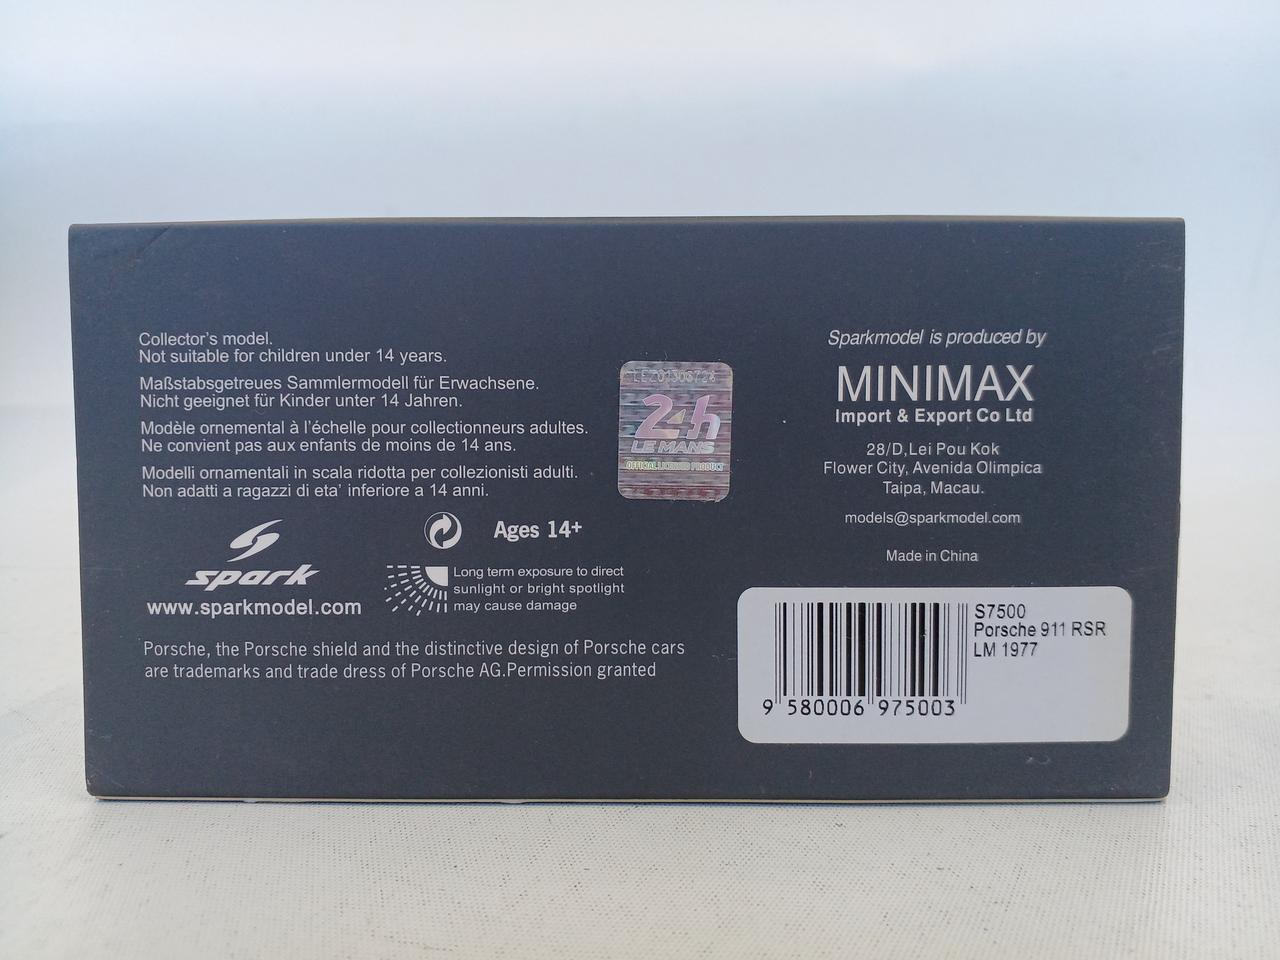 Collector's model.
Not suitable for children under 14 years.
Maßstabsgetreues Sammlermodell für Erwachsene.
Nicht geeignet für Kinder unter 14 Jahren.
Modèle ornemental à l'échelle pour collectionneurs adultes.
Ne convient pas aux enfants de moins de 14 ans.
Modelli ornamentali in scala ridotta per collezionisti adulti.
Non adatti a ragazzi di eta' inferiore a 14 anni.
Ages 14+
spark
www.sparkmodel.com
Long term exposure to direct
sunlight or bright spotlight
may cause damage
Porsche, the Porsche shield and the distinctive design of Porsche cars
are trademarks and trade dress of Porsche AG.Permission granted
24h
LE MANS
OFFICIAL LICENSED PRODUCT
Sparkmodel is produced by
MINIMAX
Import & Export Co Ltd
28/D,Lei Pou Kok
Flower City, Avenida Olimpica
Taipa, Macau.
models@sparkmodel.com
Made in China
S7500
Porsche 911 RSR
LM 1977
9 580006 975003